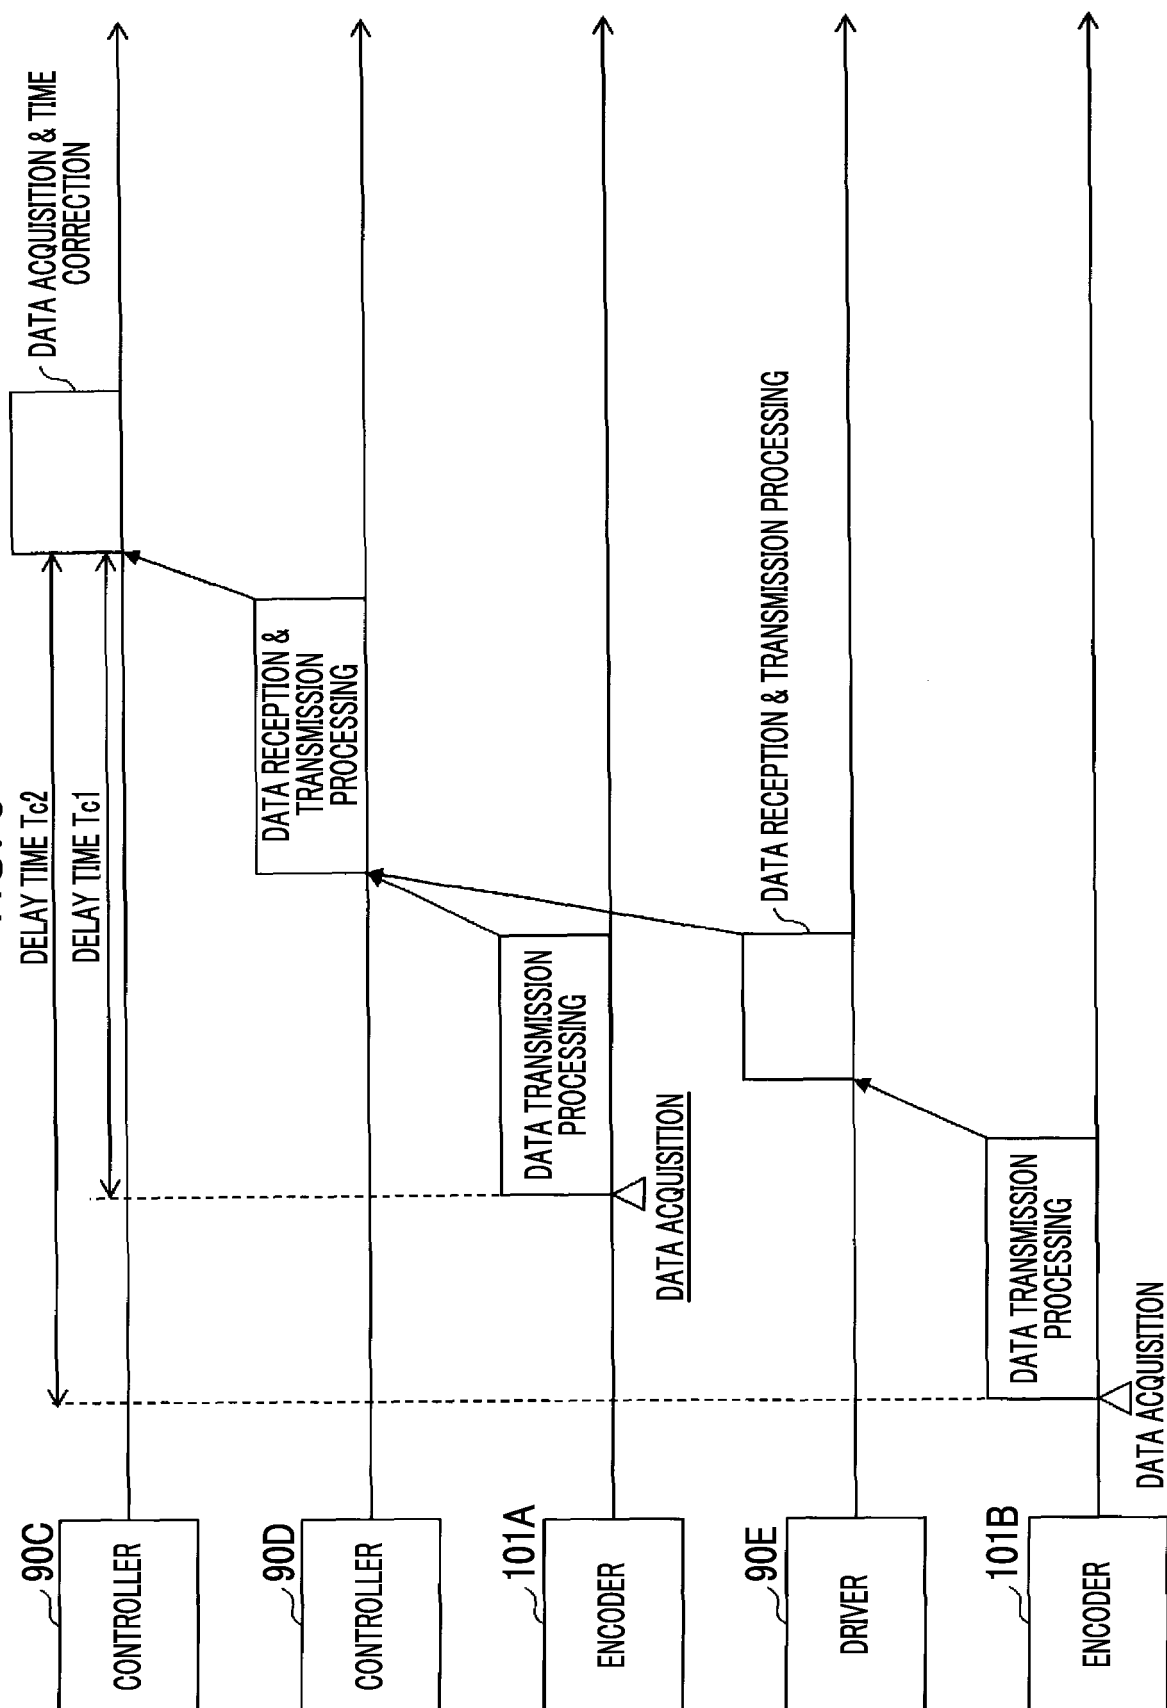 DELAY TIME Tc2
DELAY TIME Tc1
DATA ACQUISITION & TIME
CORRECTION
90C
CONTROLLER
DATA RECEPTION &
TRANSMISSION
PROCESSING
90D
CONTROLLER
DATA TRANSMISSION
PROCESSING
DATA ACQUISITION
101A
ENCODER
DATA RECEPTION & TRANSMISSION PROCESSING
90E
DRIVER
DATA TRANSMISSION
PROCESSING
DATA ACQUISITION
101B
ENCODER